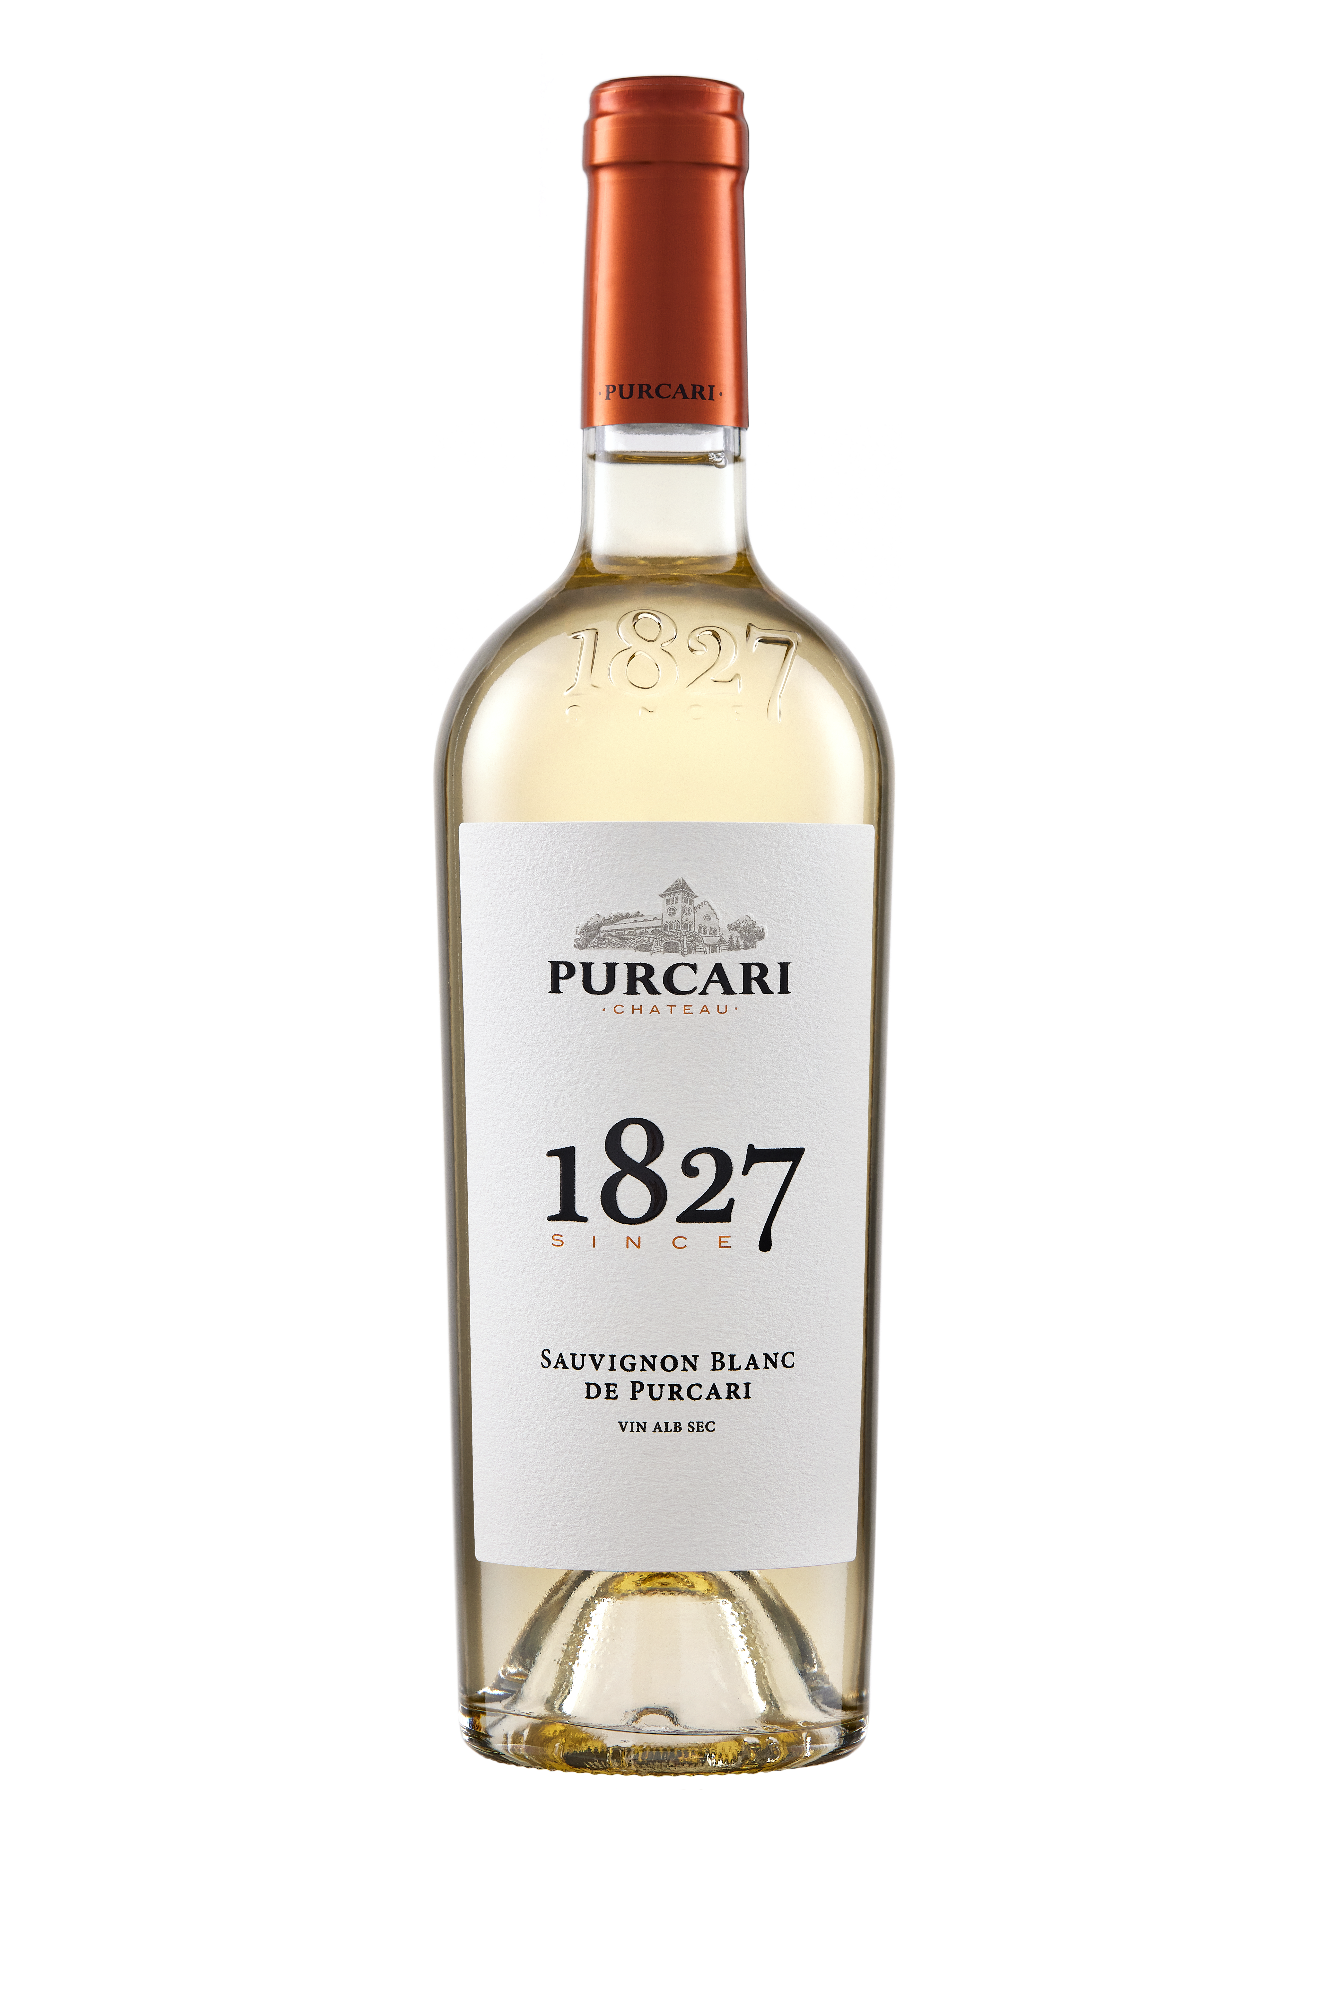 ·PURCARI·
1827
SINCE
PURCARI
·CHATEAU·
1827
SINCE
SAUVIGNON BLANC
DE PURCARI
VIN ALB SEC